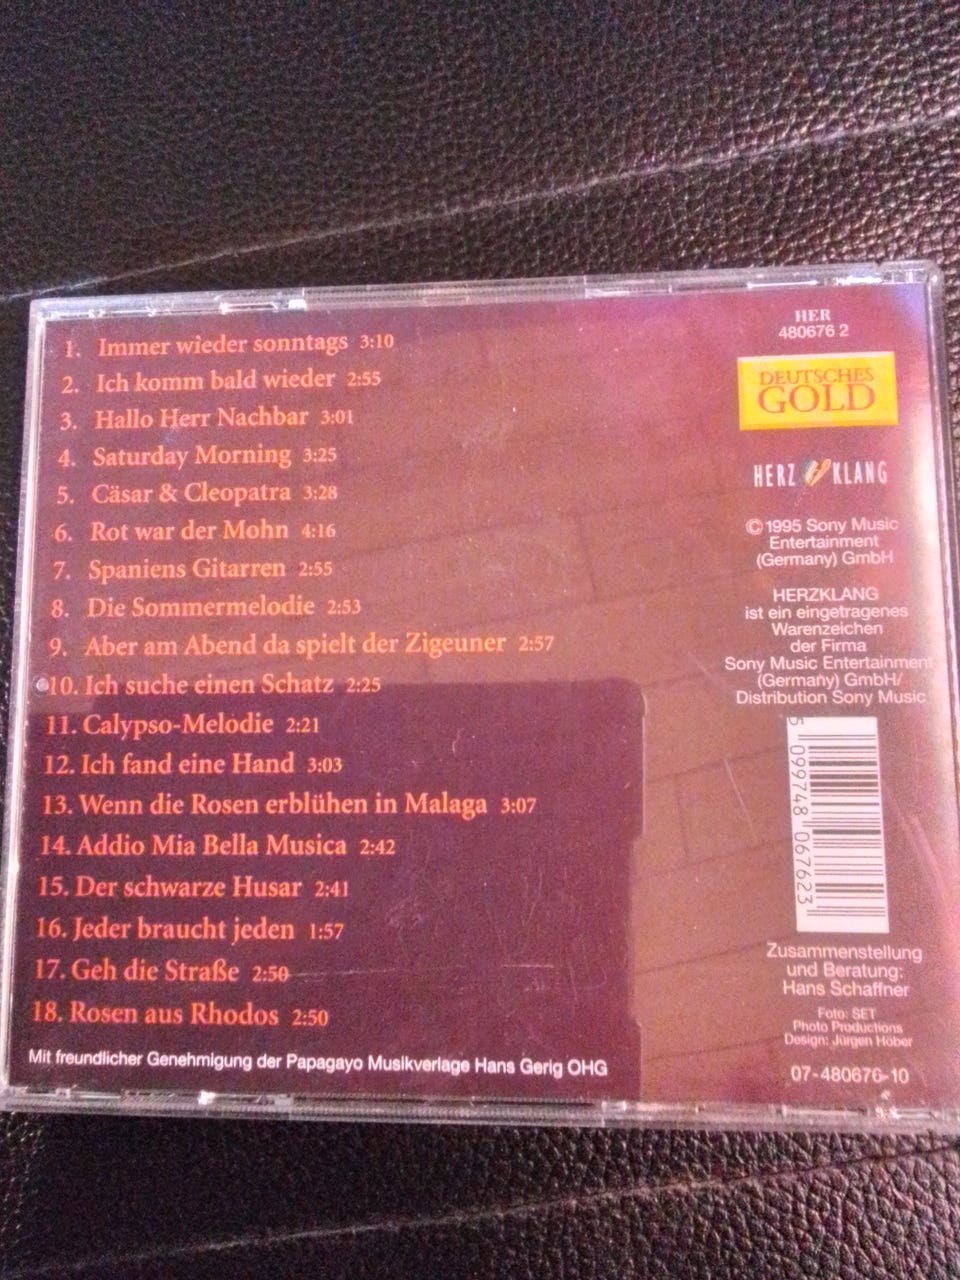 1. Immer wieder sonntags 3:10
2. Ich komm bald wieder 2:55
3. Hallo Herr Nachbar 3:01
4. Saturday Morning 3:25
5. Cäsar & Cleopatra 3:28
6. Rot war der Mohn 4:16
7. Spaniens Gitarren 2:55
8. Die Sommermelodie 2:53
9. Aber am Abend da spielt der Zigeuner 2:57
10. Ich suche einen Schatz 2:25
11. Calypso-Melodie 2:21
12. Ich fand eine Hand 3:03
13. Wenn die Rosen erblühen in Malaga 3:07
14. Addio Mia Bella Musica 2:42
15. Der schwarze Husar 2:41
16. Jeder braucht jeden 1:57
17. Geh die Straße 2:50
18. Rosen aus Rhodos 2:50
Mit freundlicher Genehmigung der Papagayo Musikverlage Hans Gerig OHG
HER
480676 2
DEUTSCHES
GOLD
HERZ KLANG
© 1995 Sony Music
Entertainment
(Germany) GmbH
HERZKLANG
ist ein eingetragenes
Warenzeichen
der Firma
Sony Music Entertainment
(Germany) GmbH/
Distribution Sony Music
5 099748 067623
Zusammenstellung
und Beratung:
Hans Schaffner
Foto: SET
Photo Productions
Design: Jürgen Höber
07-480676-10